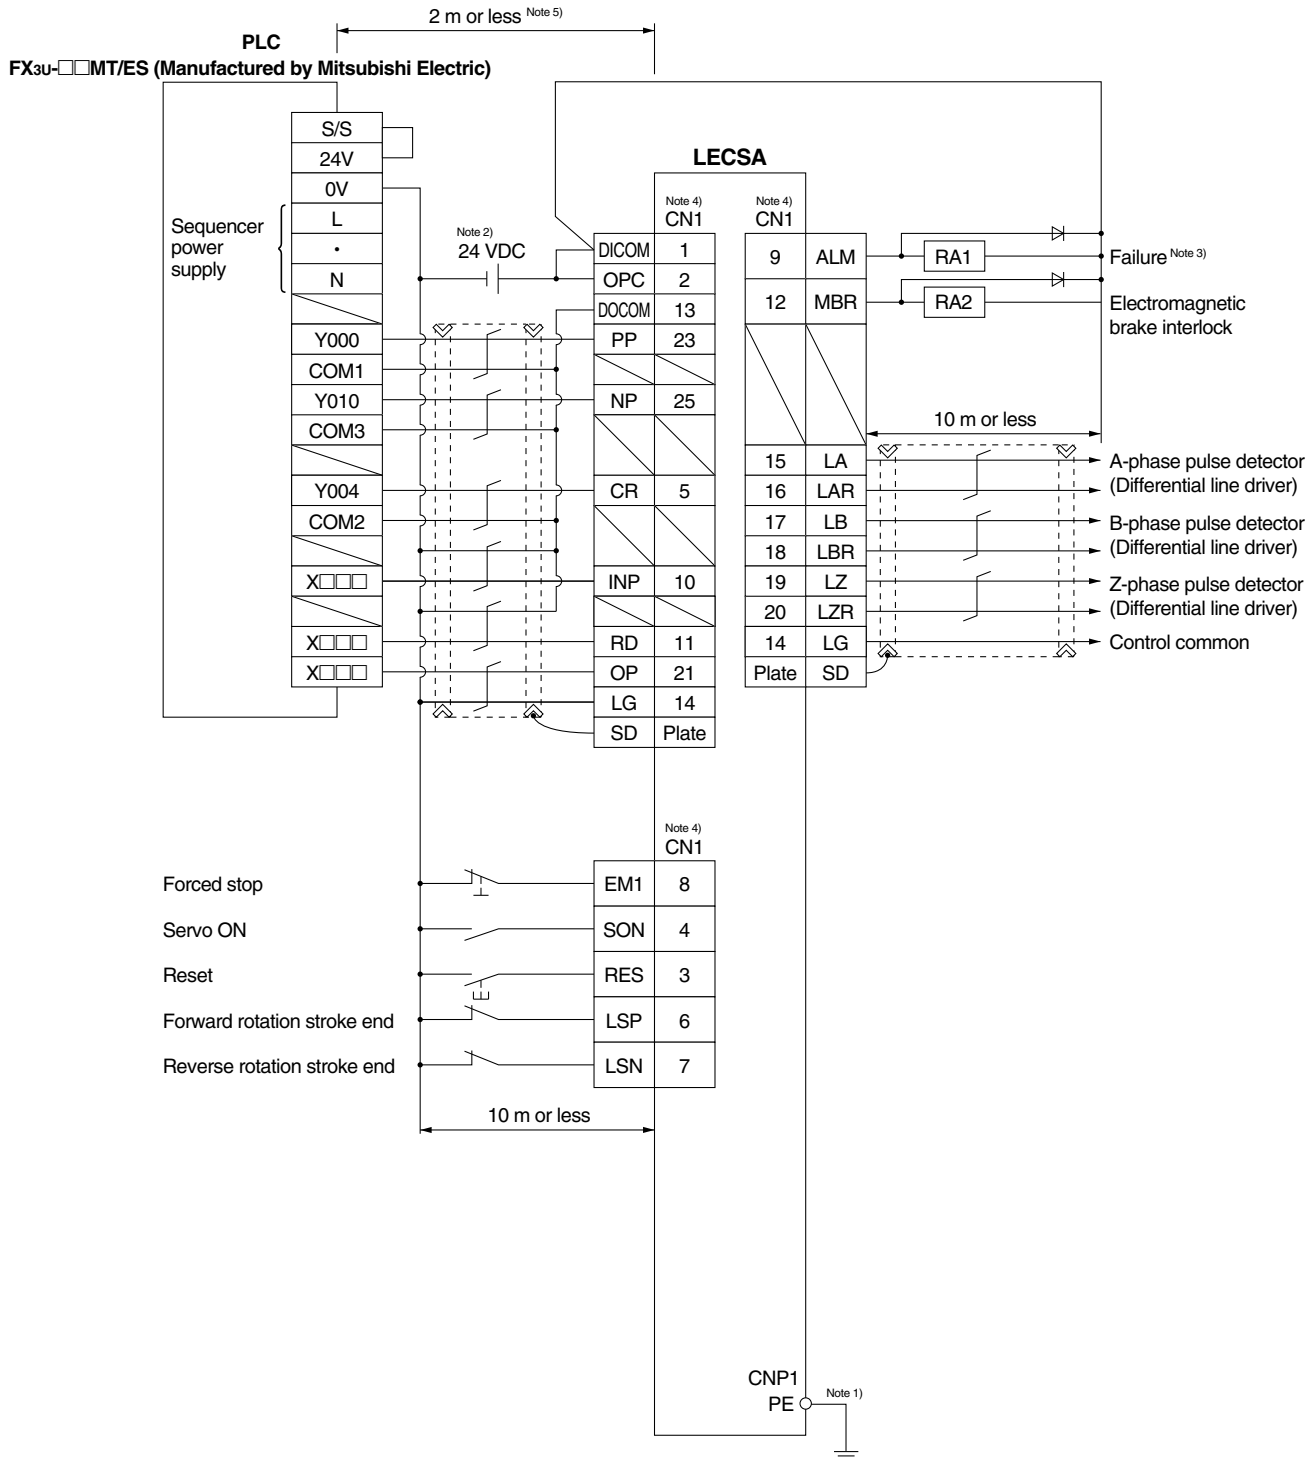 2 m or less Note 5)
PLC
FX3U-□□MT/ES (Manufactured by Mitsubishi Electric)
S/S
24V
0V
L
•
N
Sequencer
power
supply
Y000
COM1
Y010
COM3
Y004
COM2
X□□□
X□□□
X□□□
Note 2)
24 VDC
LECSA
Note 4)
CN1
DICOM 1
OPC 2
DOCOM 13
PP 23
NP 25
CR 5
INP 10
RD 11
OP 21
LG 14
SD Plate
Note 4)
CN1
9 ALM
12 MBR
15 LA
16 LAR
17 LB
18 LBR
19 LZ
20 LZR
14 LG
Plate SD
RA1
RA2
Failure Note 3)
Electromagnetic
brake interlock
10 m or less
A-phase pulse detector
(Differential line driver)
B-phase pulse detector
(Differential line driver)
Z-phase pulse detector
(Differential line driver)
Control common
Note 4)
CN1
Forced stop
EM1 8
Servo ON
SON 4
Reset
RES 3
Forward rotation stroke end
LSP 6
Reverse rotation stroke end
LSN 7
10 m or less
CNP1
PE
Note 1)